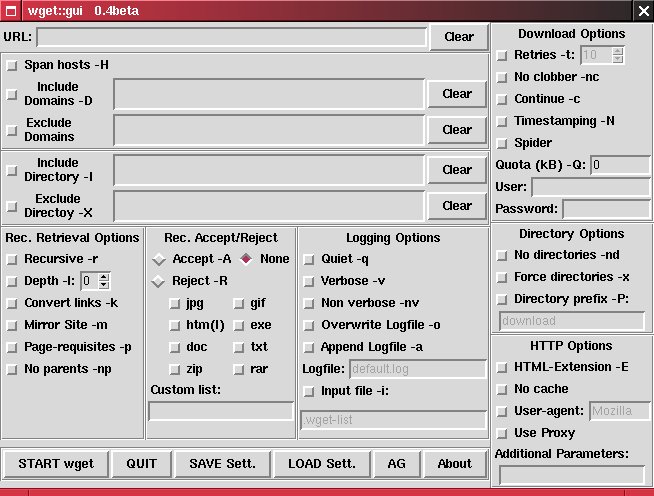 wget::gui 0.4beta
URL:
Clear
Span hosts -H
Include
Domains -D
Clear
Exclude
Domains
Clear
Include
Directory -I
Clear
Exclude
Directoy -X
Clear
Rec. Retrieval Options
Recursive -r
Depth -l: 0
Convert links -k
Mirror Site -m
Page-requisites -p
No parents -np
Rec. Accept/Reject
Accept -A None
Reject -R
jpg gif
htm(l) exe
doc txt
zip rar
Custom list:
Logging Options
Quiet -q
Verbose -v
Non verbose -nv
Overwrite Logfile -o
Append Logfile -a
Logfile: default.log
Input file -i:
.wget-list
Download Options
Retries -t: 10
No clobber -nc
Continue -c
Timestamping -N
Spider
Quota (kB) -Q: 0
User:
Password:
Directory Options
No directories -nd
Force directories -x
Directory prefix -P:
download
HTTP Options
HTML-Extension -E
No cache
User-agent: Mozilla
Use Proxy
Additional Parameters:
START wget QUIT SAVE Sett. LOAD Sett. AG About